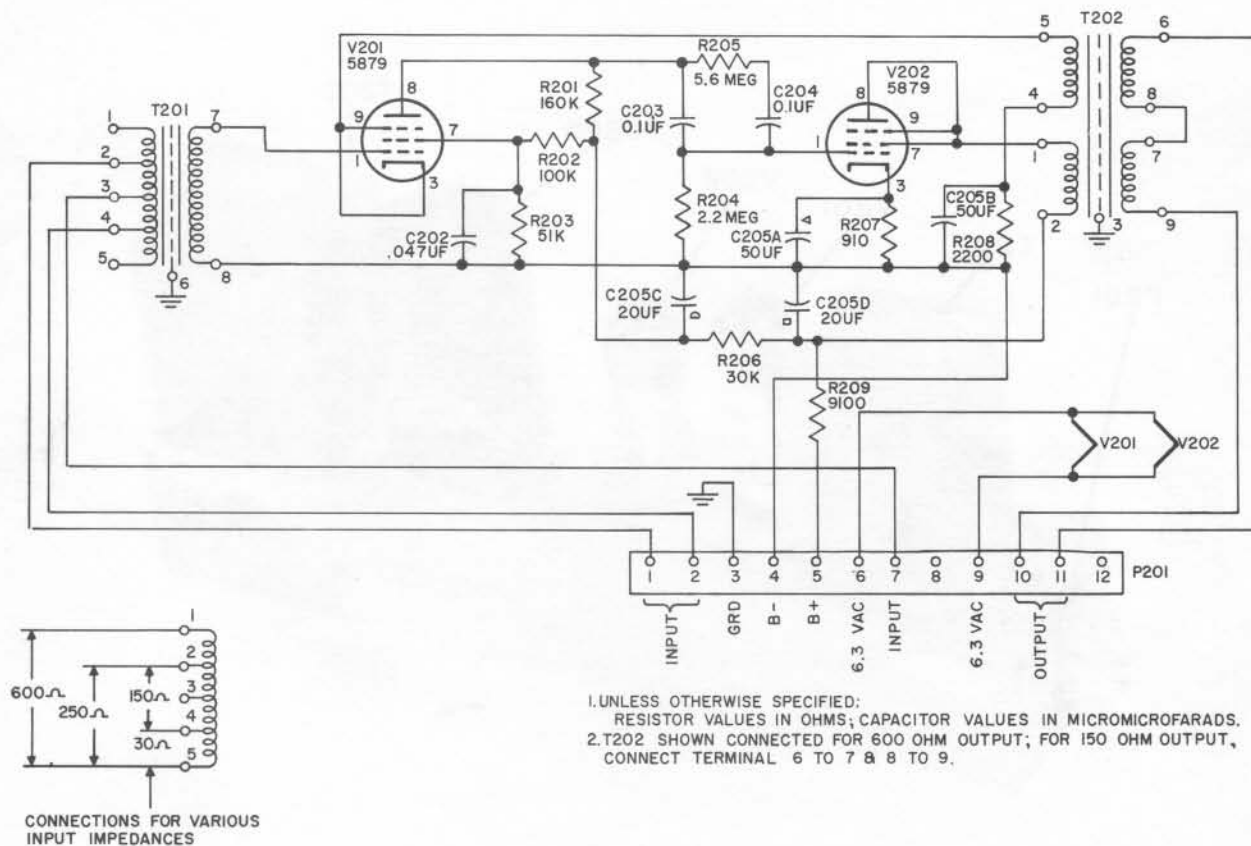 T201
1
2
3
4
5
6
7
8
V201
5879
8
9
1
7
3
R201
160K
R202
100K
R203
51K
C202
.047UF
R205
5.6 MEG
C203
0.1UF
C204
0.1UF
R204
2.2 MEG
V202
5879
8
9
1
7
3
C205A
50UF
R207
910
C205B
50UF
R208
2200
C205C
20UF
C205D
20UF
R206
30K
R209
9100
T202
5
4
1
2
3
6
8
7
9
V201
V202
1 2 3 4 5 6 7 8 9 10 11 12
P201
INPUT
GRD
B-
B+
6.3 VAC
INPUT
6.3 VAC
OUTPUT
1
2
3
4
5
600Ω
250Ω
150Ω
30Ω
CONNECTIONS FOR VARIOUS
INPUT IMPEDANCES
1. UNLESS OTHERWISE SPECIFIED:
RESISTOR VALUES IN OHMS; CAPACITOR VALUES IN MICROMICROFARADS.
2. T202 SHOWN CONNECTED FOR 600 OHM OUTPUT; FOR 150 OHM OUTPUT,
CONNECT TERMINAL 6 TO 7 & 8 TO 9.